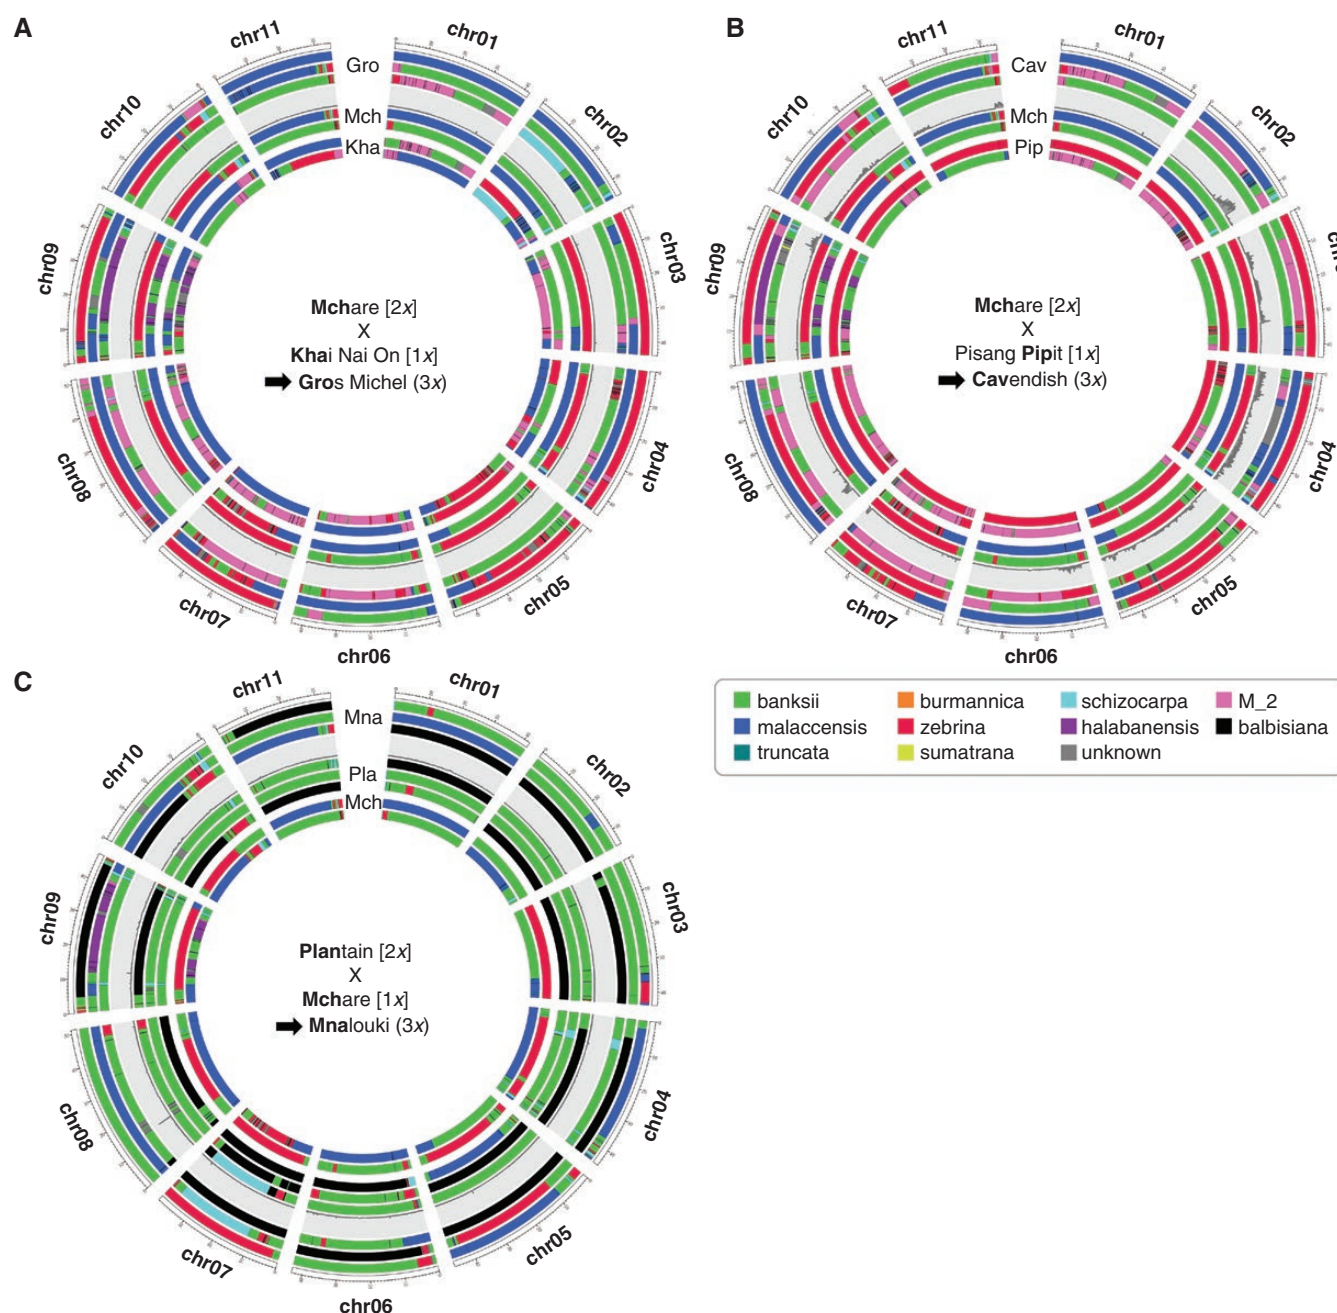 A
chr11
chr01
chr10
chr02
chr09
chr03
chr08
chr04
chr07
chr05
chr06
Gro
Mch
Kha
Mchare [2x]
X
Khai Nai On [1x]
Gros Michel (3x)
B
chr11
chr01
chr10
chr02
chr09
chr08
chr04
chr07
chr05
chr06
Cav
Mch
Pip
Mchare [2x]
X
Pisang Pipit [1x]
Cavendish (3x)
C
chr11
chr01
chr10
chr02
chr09
chr03
chr08
chr04
chr07
chr05
chr06
Mna
Pla
Mch
Plantain [2x]
X
Mchare [1x]
Mnalouki (3x)
banksii
burmannica
schizocarpa
M_2
malaccensis
zebrina
halabanensis
balbisiana
truncata
sumatrana
unknown